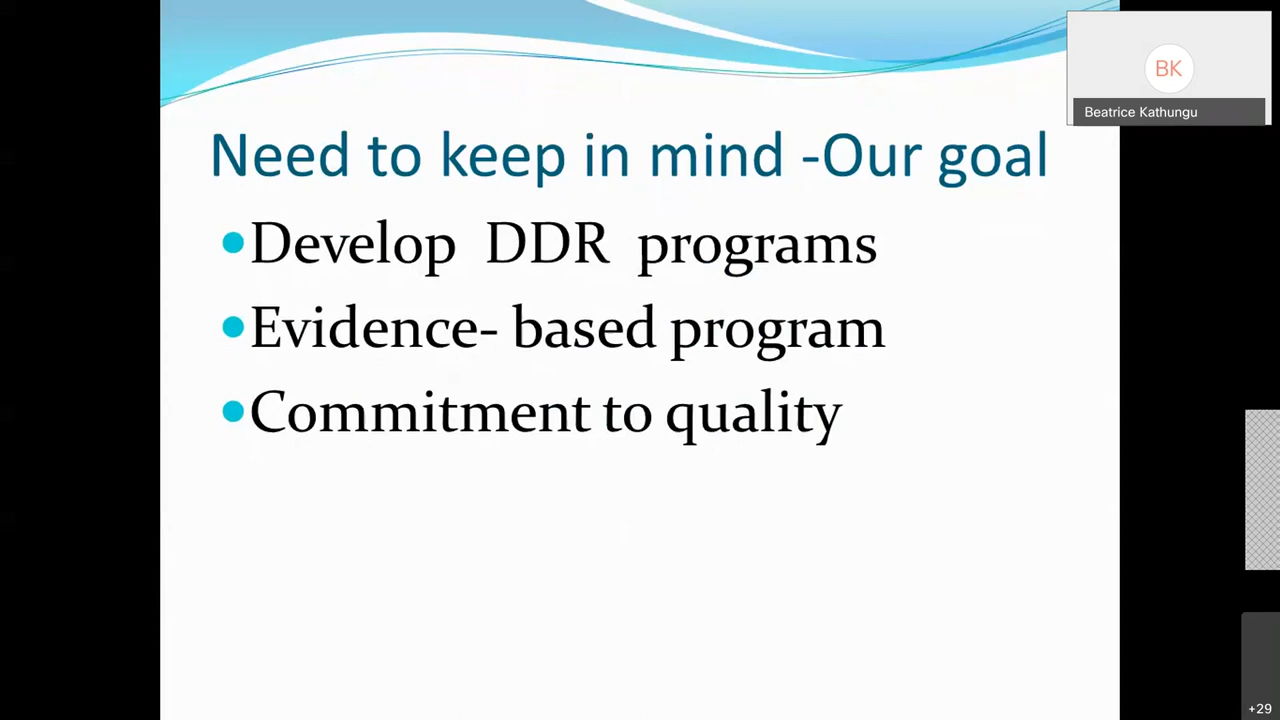 BK
Beatrice Kathungu
Need to keep in mind -Our goal
Develop DDR programs
Evidence- based program
Commitment to quality
+29